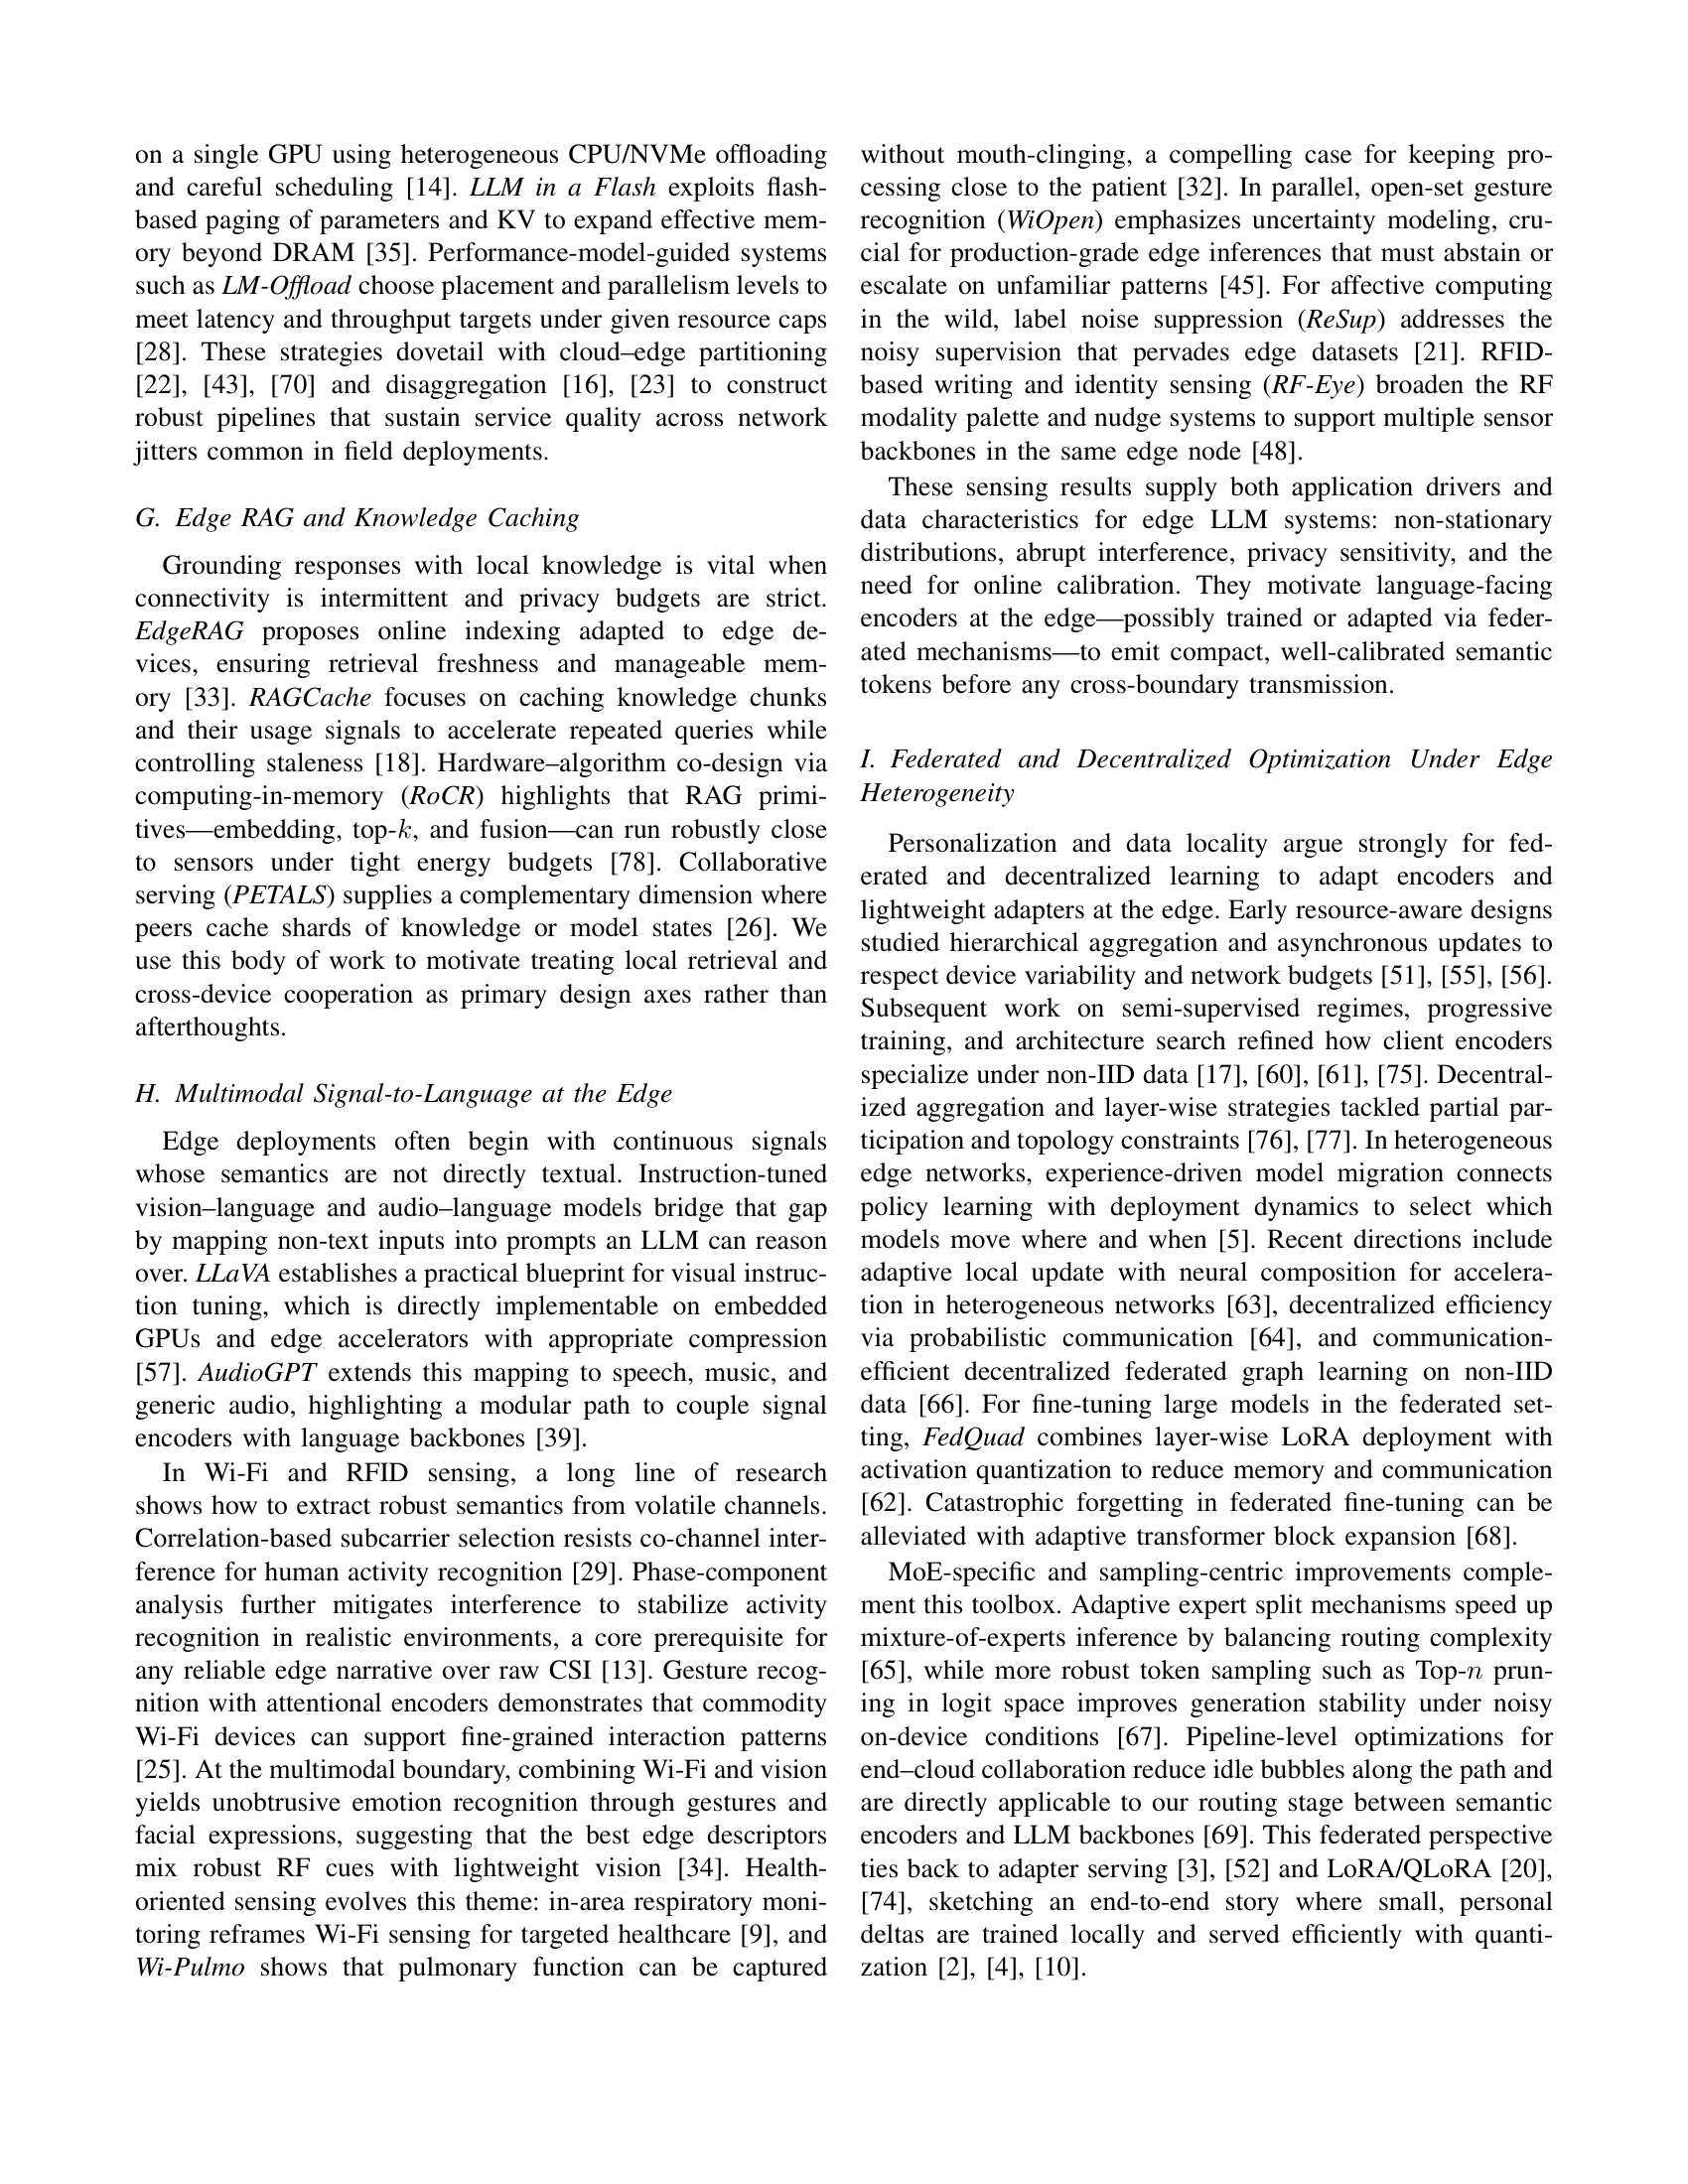 on a single GPU using heterogeneous CPU/NVMe offloading
and careful scheduling [14]. LLM in a Flash exploits flash-
based paging of parameters and KV to expand effective mem-
ory beyond DRAM [35]. Performance-model-guided systems
such as LM-Offload choose placement and parallelism levels to
meet latency and throughput targets under given resource caps
[28]. These strategies dovetail with cloud–edge partitioning
[22], [43], [70] and disaggregation [16], [23] to construct
robust pipelines that sustain service quality across network
jitters common in field deployments.
G. Edge RAG and Knowledge Caching
Grounding responses with local knowledge is vital when
connectivity is intermittent and privacy budgets are strict.
EdgeRAG proposes online indexing adapted to edge de-
vices, ensuring retrieval freshness and manageable mem-
ory [33]. RAGCache focuses on caching knowledge chunks
and their usage signals to accelerate repeated queries while
controlling staleness [18]. Hardware–algorithm co-design via
computing-in-memory (RoCR) highlights that RAG primi-
tives—embedding, top-k, and fusion—can run robustly close
to sensors under tight energy budgets [78]. Collaborative
serving (PETALS) supplies a complementary dimension where
peers cache shards of knowledge or model states [26]. We
use this body of work to motivate treating local retrieval and
cross-device cooperation as primary design axes rather than
afterthoughts.
H. Multimodal Signal-to-Language at the Edge
Edge deployments often begin with continuous signals
whose semantics are not directly textual. Instruction-tuned
vision–language and audio–language models bridge that gap
by mapping non-text inputs into prompts an LLM can reason
over. LLaVA establishes a practical blueprint for visual instruc-
tion tuning, which is directly implementable on embedded
GPUs and edge accelerators with appropriate compression
[57]. AudioGPT extends this mapping to speech, music, and
generic audio, highlighting a modular path to couple signal
encoders with language backbones [39].
In Wi-Fi and RFID sensing, a long line of research
shows how to extract robust semantics from volatile channels.
Correlation-based subcarrier selection resists co-channel inter-
ference for human activity recognition [29]. Phase-component
analysis further mitigates interference to stabilize activity
recognition in realistic environments, a core prerequisite for
any reliable edge narrative over raw CSI [13]. Gesture recog-
nition with attentional encoders demonstrates that commodity
Wi-Fi devices can support fine-grained interaction patterns
[25]. At the multimodal boundary, combining Wi-Fi and vision
yields unobtrusive emotion recognition through gestures and
facial expressions, suggesting that the best edge descriptors
mix robust RF cues with lightweight vision [34]. Health-
oriented sensing evolves this theme: in-area respiratory moni-
toring reframes Wi-Fi sensing for targeted healthcare [9], and
Wi-Pulmo shows that pulmonary function can be captured
without mouth-clinging, a compelling case for keeping pro-
cessing close to the patient [32]. In parallel, open-set gesture
recognition (WiOpen) emphasizes uncertainty modeling, cru-
cial for production-grade edge inferences that must abstain or
escalate on unfamiliar patterns [45]. For affective computing
in the wild, label noise suppression (ReSup) addresses the
noisy supervision that pervades edge datasets [21]. RFID-
based writing and identity sensing (RF-Eye) broaden the RF
modality palette and nudge systems to support multiple sensor
backbones in the same edge node [48].
These sensing results supply both application drivers and
data characteristics for edge LLM systems: non-stationary
distributions, abrupt interference, privacy sensitivity, and the
need for online calibration. They motivate language-facing
encoders at the edge—possibly trained or adapted via feder-
ated mechanisms—to emit compact, well-calibrated semantic
tokens before any cross-boundary transmission.
I. Federated and Decentralized Optimization Under Edge
Heterogeneity
Personalization and data locality argue strongly for fed-
erated and decentralized learning to adapt encoders and
lightweight adapters at the edge. Early resource-aware designs
studied hierarchical aggregation and asynchronous updates to
respect device variability and network budgets [51], [55], [56].
Subsequent work on semi-supervised regimes, progressive
training, and architecture search refined how client encoders
specialize under non-IID data [17], [60], [61], [75]. Decentral-
ized aggregation and layer-wise strategies tackled partial par-
ticipation and topology constraints [76], [77]. In heterogeneous
edge networks, experience-driven model migration connects
policy learning with deployment dynamics to select which
models move where and when [5]. Recent directions include
adaptive local update with neural composition for accelera-
tion in heterogeneous networks [63], decentralized efficiency
via probabilistic communication [64], and communication-
efficient decentralized federated graph learning on non-IID
data [66]. For fine-tuning large models in the federated set-
ting, FedQuad combines layer-wise LoRA deployment with
activation quantization to reduce memory and communication
[62]. Catastrophic forgetting in federated fine-tuning can be
alleviated with adaptive transformer block expansion [68].
MoE-specific and sampling-centric improvements comple-
ment this toolbox. Adaptive expert split mechanisms speed up
mixture-of-experts inference by balancing routing complexity
[65], while more robust token sampling such as Top-n prun-
ing in logit space improves generation stability under noisy
on-device conditions [67]. Pipeline-level optimizations for
end–cloud collaboration reduce idle bubbles along the path and
are directly applicable to our routing stage between semantic
encoders and LLM backbones [69]. This federated perspective
ties back to adapter serving [3], [52] and LoRA/QLoRA [20],
[74], sketching an end-to-end story where small, personal
deltas are trained locally and served efficiently with quanti-
zation [2], [4], [10].